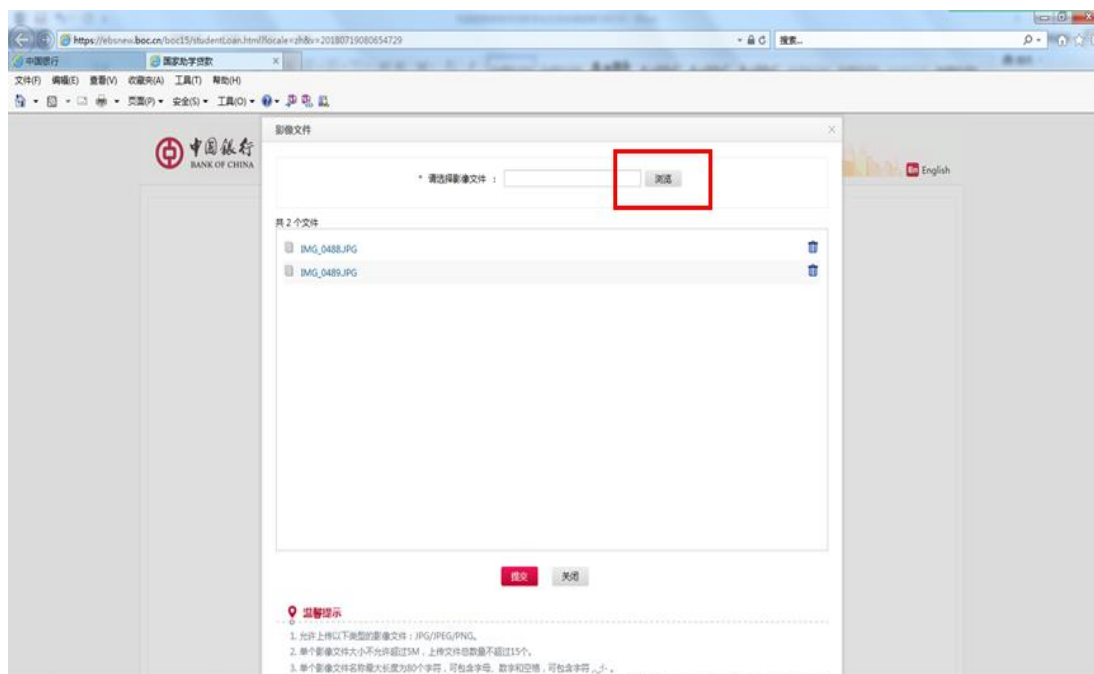 https://ebsnew.boc.cn/boc15/studentLoan.html?locale=zh&v=20180719080654729
搜索...
中国银行
国家助学贷款
文件(F) 编辑(E) 查看(V) 收藏夹(A) 工具(T) 帮助(H)
页面(P) 安全(S) 工具(O)
影像文件
中国银行
BANK OF CHINA
En English
* 请选择影像文件 :
浏览
共 2 个文件
IMG_0488.JPG
IMG_0489.JPG
提交 关闭
温馨提示
1. 允许上传以下类型的影像文件：JPG/JPEG/PNG。
2. 单个影像文件大小不允许超过5M，上传文件总数量不超过15个。
3. 单个影像文件名称最大长度为80个字符，可包含字母、数字和空格，可包含字符